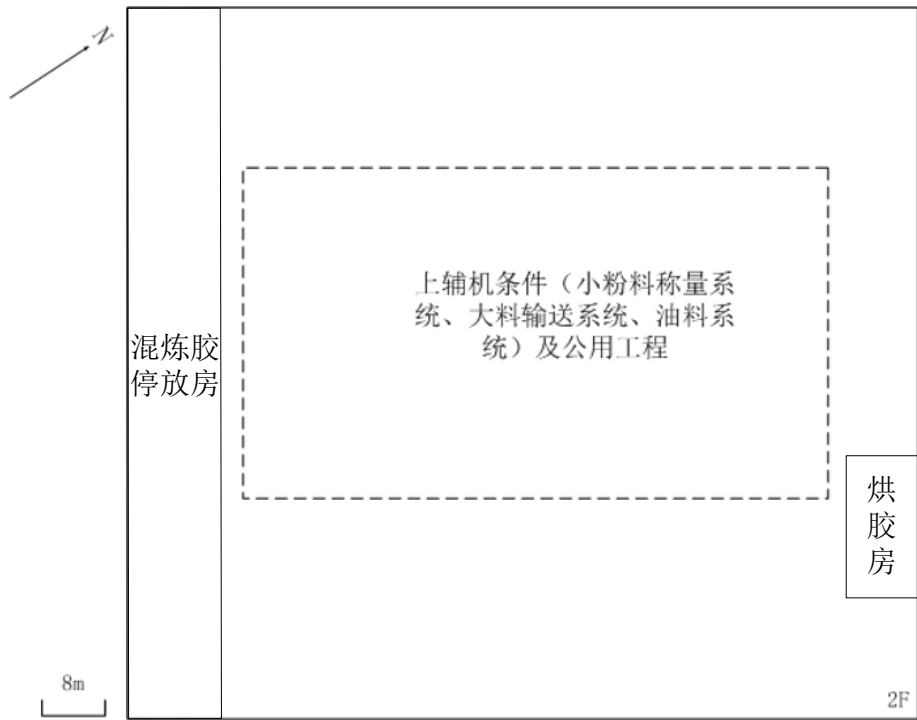 N
上辅机条件（小粉料称量系
统、大料输送系统、油料系
统）及公用工程
混炼胶
停放房
烘
胶
房
8m
2F